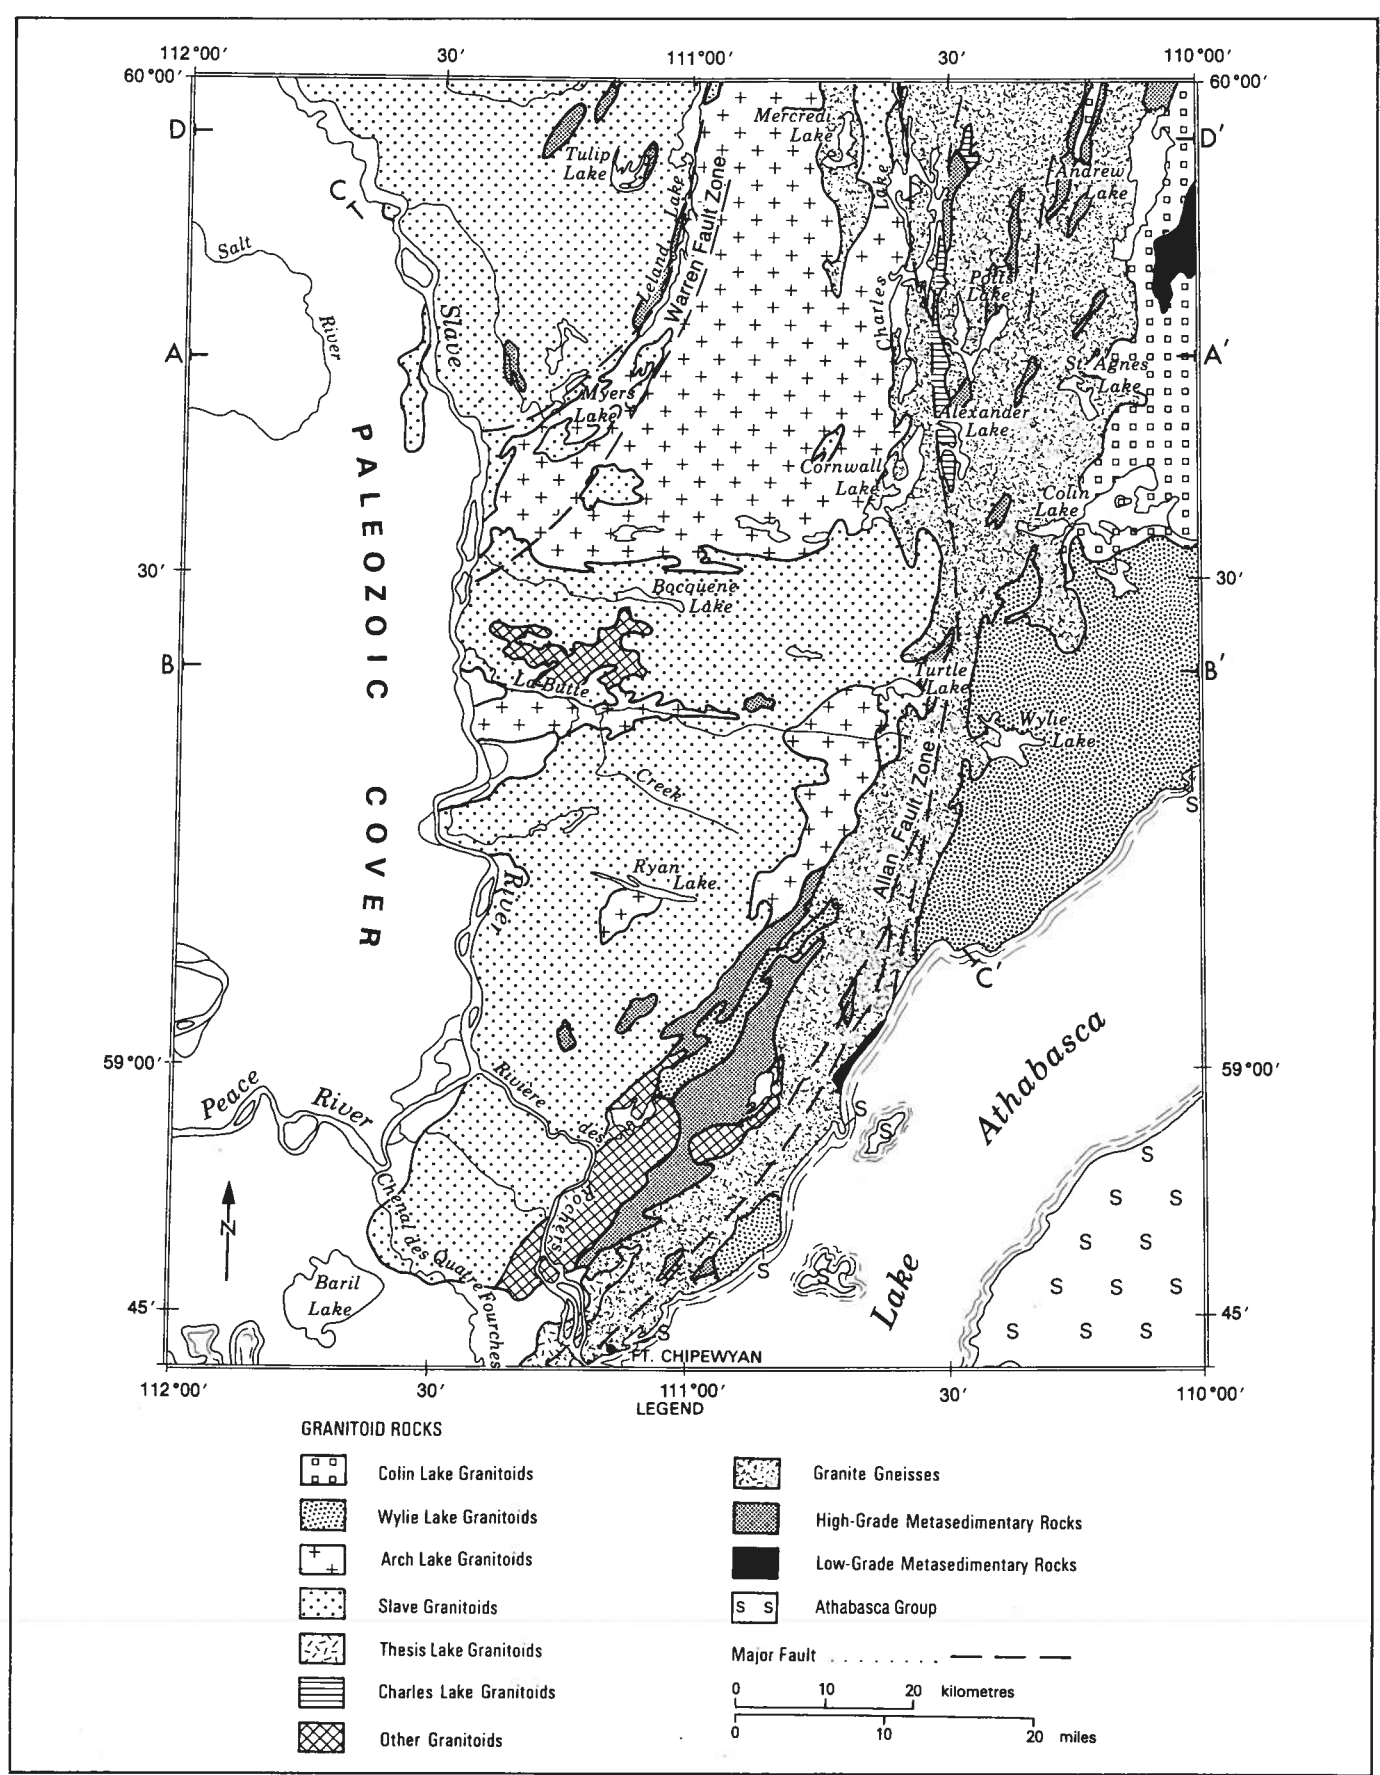 112°00′ 30′ 111°00′ 30′ 110°00′
60°00′ 60°00′
D D′
Mercredi
Lake
Tulip
Lake
Andrew
Lake
C
Leland Lake
Warren Fault Zone
Charles Lake
Salt
River
Slave
Potts
Lake
A A′
St. Agnes
Lake
Myers
Lake
Alexander
Lake
Cornwall
Lake
Colin
Lake
PALEOZOIC COVER
30′ 30′
Bocquene
Lake
B B′
La Butte
Turtle
Lake
Wylie
Lake
Creek
Allan Fault Zone
S
Ryan
Lake
River
C′
Athabasca
59°00′ 59°00′
Peace River
Rivière des Rochers
S
S
S
S S
Chenal des Quatre Fourches
S S
Baril
Lake
S
S
S S S
Lake
45′ 45′
S S S
S
FT. CHIPEWYAN
N
112°00′ 30′ 111°00′ 30′ 110°00′
LEGEND
GRANITOID ROCKS
Colin Lake Granitoids
Wylie Lake Granitoids
Arch Lake Granitoids
Slave Granitoids
Thesis Lake Granitoids
Charles Lake Granitoids
Other Granitoids
Granite Gneisses
High-Grade Metasedimentary Rocks
Low-Grade Metasedimentary Rocks
S S Athabasca Group
Major Fault
0 10 20 kilometres
0 10 20 miles